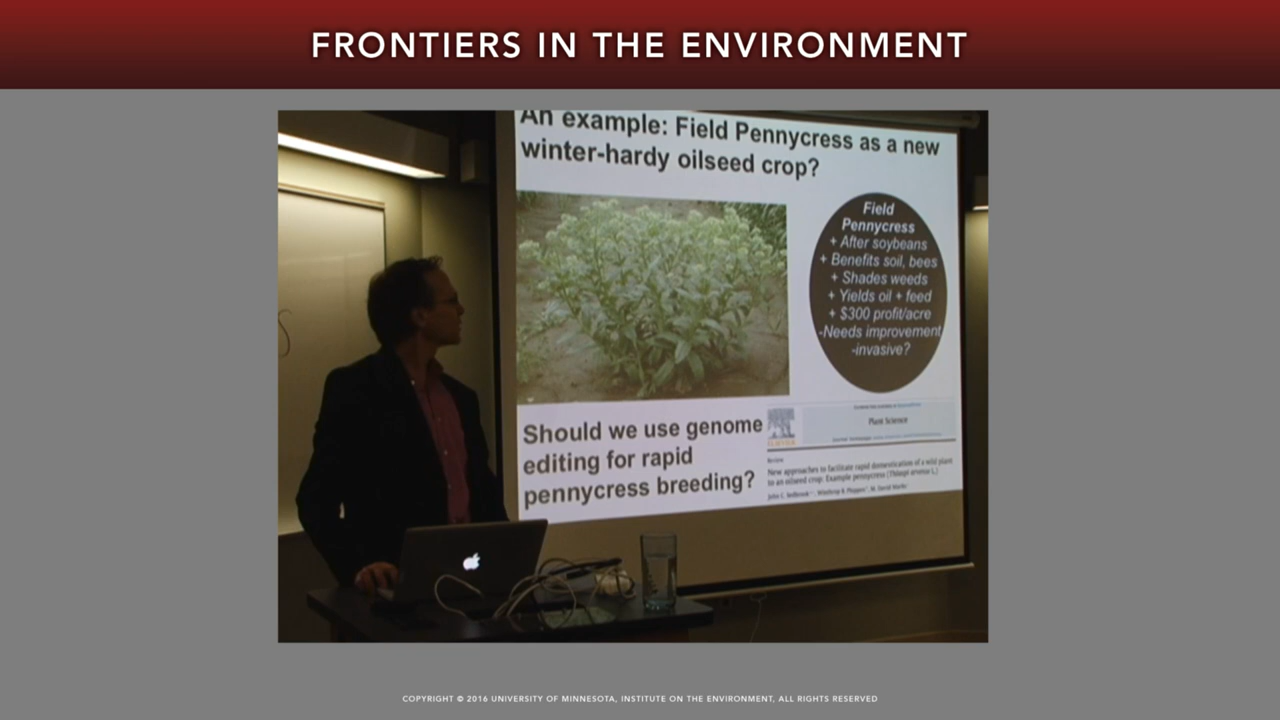 FRONTIERS IN THE ENVIRONMENT
An example: Field Pennycress as a new
winter-hardy oilseed crop?
Field
Pennycress
+ After soybeans
+ Benefits soil, bees
+ Shades weeds
+ Yields oil + feed
+ $300 profit/acre
-Needs improvement
-invasive?
Should we use genome
editing for rapid
pennycress breeding?
ELSEVIER
Plant Science
Review
New approaches to facilitate rapid domestication of a wild plant
to an oilseed crop: Example pennycress (Thlaspi arvense L.)
COPYRIGHT © 2016 UNIVERSITY OF MINNESOTA, INSTITUTE ON THE ENVIRONMENT, ALL RIGHTS RESERVED